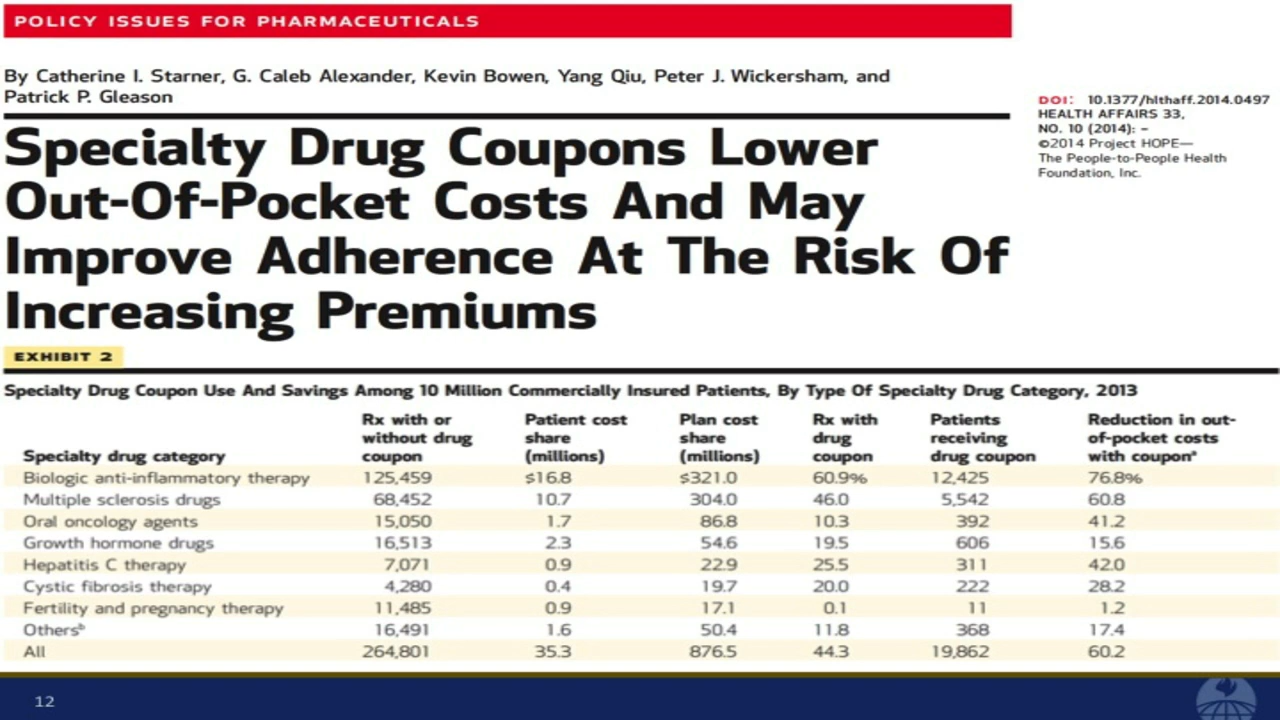 POLICY ISSUES FOR PHARMACEUTICALS
By Catherine I. Starner, G. Caleb Alexander, Kevin Bowen, Yang Qiu, Peter J. Wickersham, and
Patrick P. Gleason
DOI: 10.1377/hlthaff.2014.0497
HEALTH AFFAIRS 33,
NO. 10 (2014): –
©2014 Project HOPE—
The People-to-People Health
Foundation, Inc.
Specialty Drug Coupons Lower
Out-Of-Pocket Costs And May
Improve Adherence At The Risk Of
Increasing Premiums
EXHIBIT 2
Specialty Drug Coupon Use And Savings Among 10 Million Commercially Insured Patients, By Type Of Specialty Drug Category, 2013
Rx with or Patient cost Plan cost Rx with Patients Reduction in out-
without drug share share drug receiving of-pocket costs
Specialty drug category coupon (millions) (millions) coupon drug coupon with couponᵃ
Biologic anti-inflammatory therapy 125,459 $16.8 $321.0 60.9% 12,425 76.8%
Multiple sclerosis drugs 68,452 10.7 304.0 46.0 5,542 60.8
Oral oncology agents 15,050 1.7 86.8 10.3 392 41.2
Growth hormone drugs 16,513 2.3 54.6 19.5 606 15.6
Hepatitis C therapy 7,071 0.9 22.9 25.5 311 42.0
Cystic fibrosis therapy 4,280 0.4 19.7 20.0 222 28.2
Fertility and pregnancy therapy 11,485 0.9 17.1 0.1 11 1.2
Othersᵇ 16,491 1.6 50.4 11.8 368 17.4
All 264,801 35.3 876.5 44.3 19,862 60.2
12